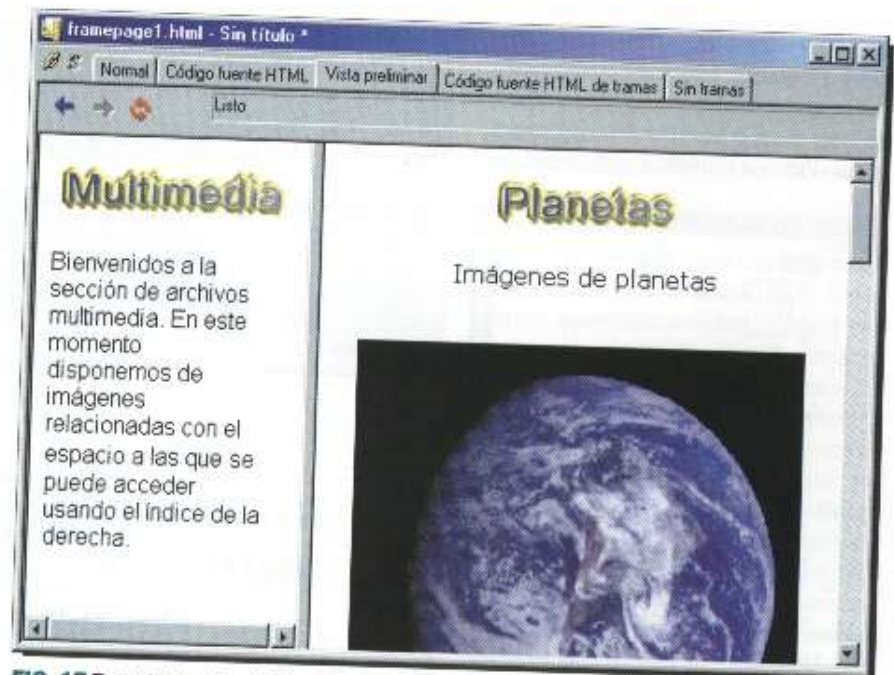 framepage1.html - Sin título *
Normal Código fuente HTML Vista preliminar Código fuente HTML de tramas Sin tramas
Listo
Multimedia
Bienvenidos a la
sección de archivos
multimedia. En este
momento
disponemos de
imágenes
relacionadas con el
espacio a las que se
puede acceder
usando el índice de la
derecha.
Planetas
Imágenes de planetas